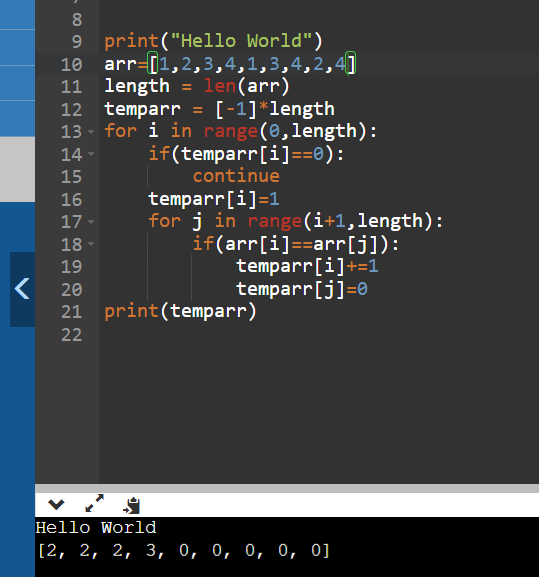 8
9 print("Hello World")
10 arr=[1,2,3,4,1,3,4,2,4]
11 length = len(arr)
12 temparr = [-1]*length
13 for i in range(0,length):
14     if(temparr[i]==0):
15         continue
16     temparr[i]=1
17     for j in range(i+1,length):
18         if(arr[i]==arr[j]):
19             temparr[i]+=1
20             temparr[j]=0
21 print(temparr)
22
Hello World
[2, 2, 2, 3, 0, 0, 0, 0, 0]